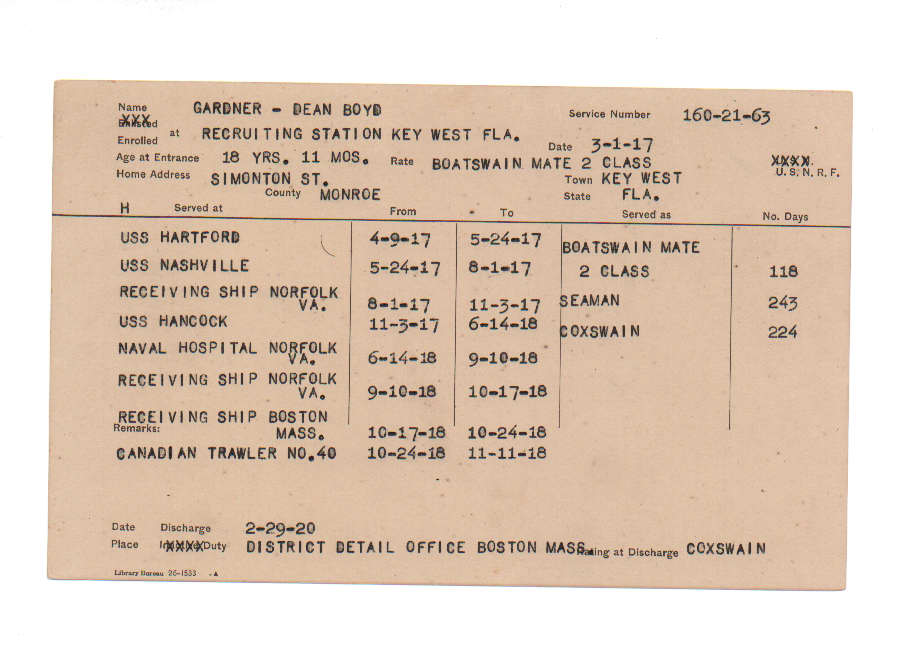 Name GARDNER - DEAN BOYD Service Number 160-21-63
Enlisted XXX
Enrolled at RECRUITING STATION KEY WEST FLA. Date 3-1-17
Age at Entrance 18 YRS. 11 MOS. Rate BOATSWAIN MATE 2 CLASS XXXX.
U. S. N. R. F.
Home Address SIMONTON ST. Town KEY WEST
County MONROE State FLA.
H Served at From To Served as No. Days
USS HARTFORD 4-9-17 5-24-17 BOATSWAIN MATE
USS NASHVILLE 5-24-17 8-1-17 2 CLASS 118
RECEIVING SHIP NORFOLK
VA. 8-1-17 11-3-17 SEAMAN 243
USS HANCOCK 11-3-17 6-14-18 COXSWAIN 224
NAVAL HOSPITAL NORFOLK
VA. 6-14-18 9-10-18
RECEIVING SHIP NORFOLK
VA. 9-10-18 10-17-18
RECEIVING SHIP BOSTON
Remarks: MASS. 10-17-18 10-24-18
CANADIAN TRAWLER NO.40 10-24-18 11-11-18
Date Discharge 2-29-20
Place XXXX Duty DISTRICT DETAIL OFFICE BOSTON MASS. Rating at Discharge COXSWAIN
Library Bureau 26-1533 -A